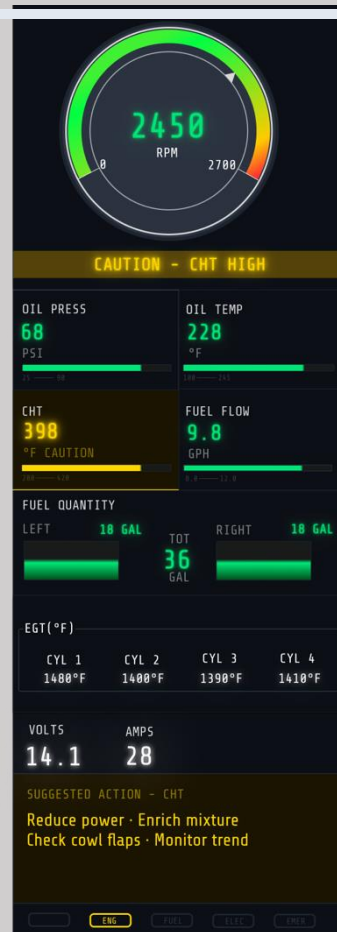 2450
RPM
0 2700
CAUTION - CHT HIGH
OIL PRESS
68
PSI
OIL TEMP
228
°F
CHT
398
°F CAUTION
FUEL FLOW
9.8
GPH
FUEL QUANTITY
LEFT 18 GAL
TOT
36
GAL
RIGHT 18 GAL
EGT(°F)
CYL 1 CYL 2 CYL 3 CYL 4
1480°F 1400°F 1390°F 1410°F
VOLTS AMPS
14.1 28
SUGGESTED ACTION - CHT
Reduce power · Enrich mixture
Check cowl flaps · Monitor trend
ENG FUEL ELEC EMER